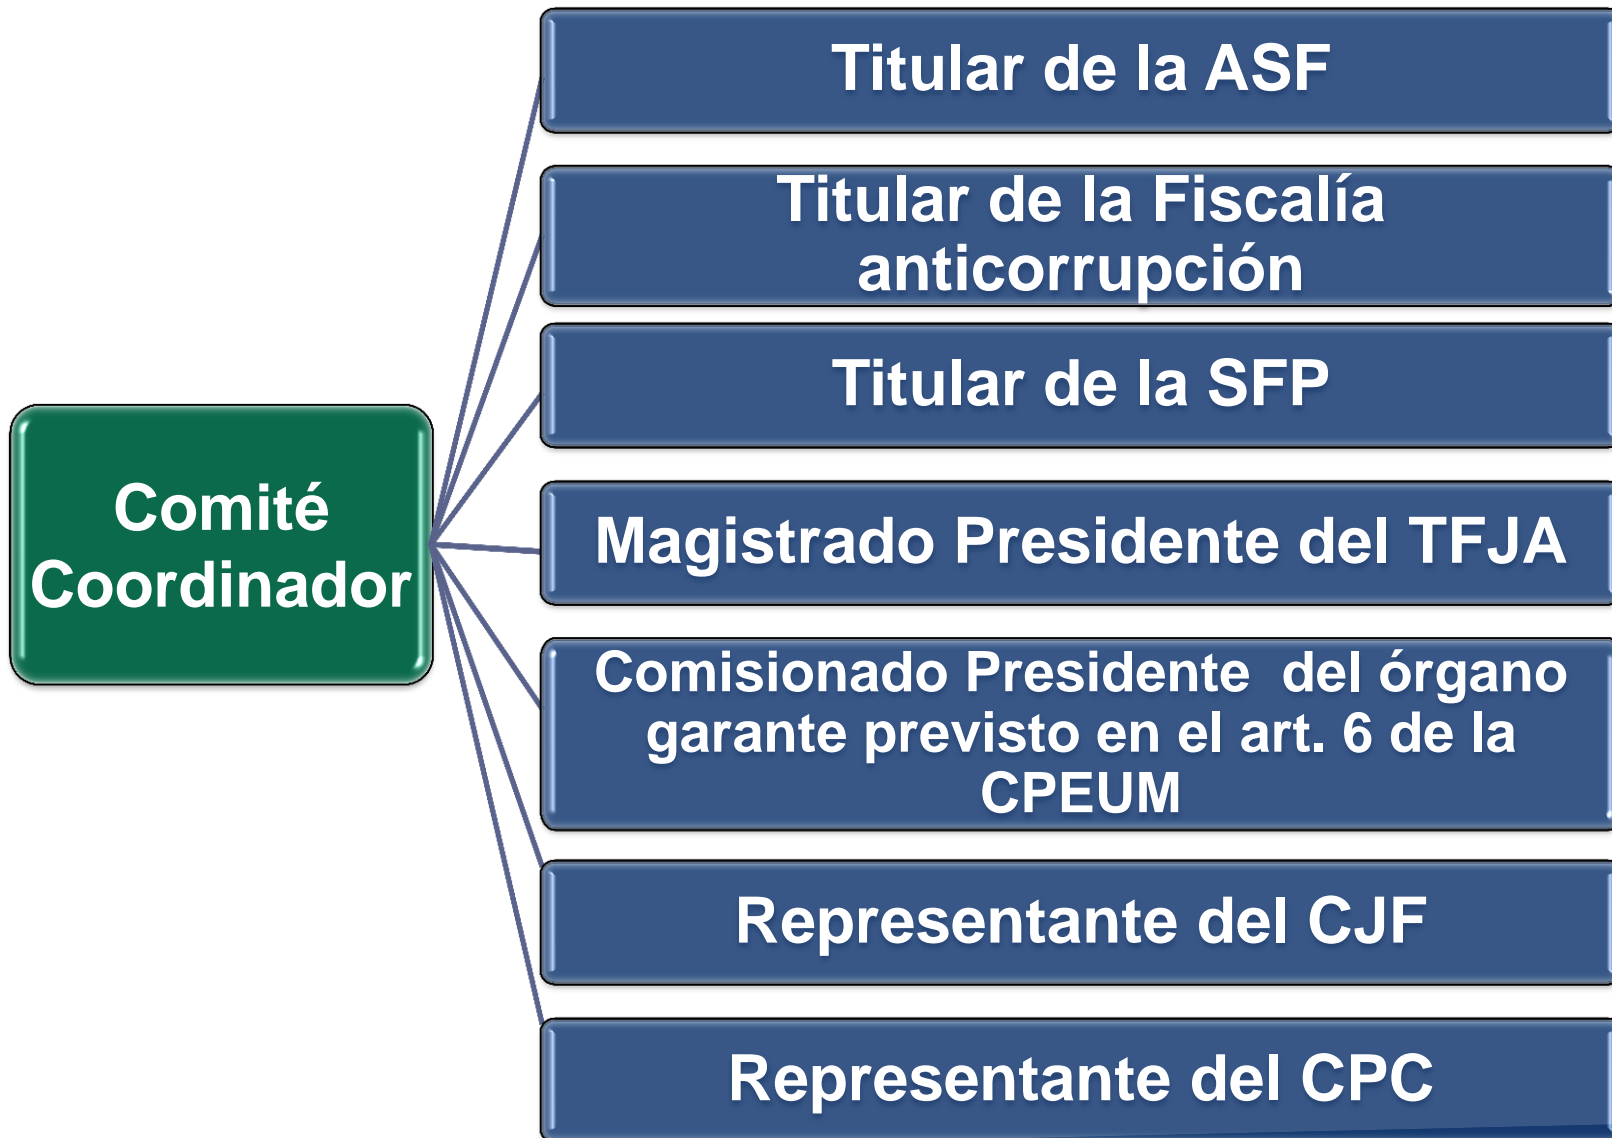 Titular de la ASF
Titular de la Fiscalía
anticorrupción
Titular de la SFP
Comité
Coordinador
Magistrado Presidente del TFJA
Comisionado Presidente  del órgano
garante previsto en el art. 6 de la
CPEUM
Representante del CJF
Representante del CPC